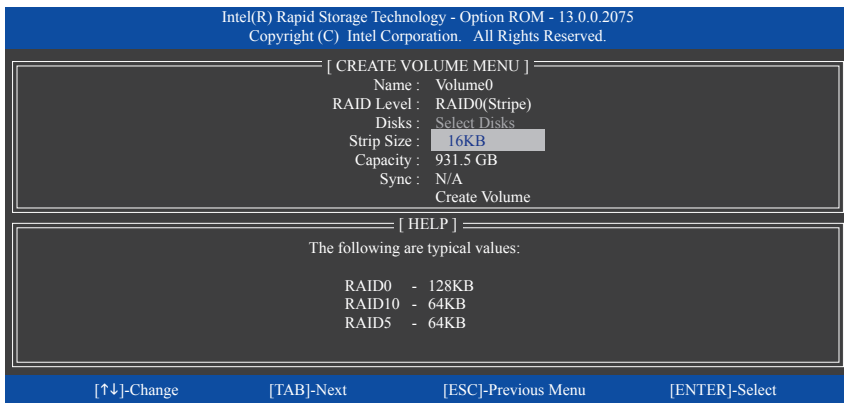 Intel(R) Rapid Storage Technology - Option ROM - 13.0.0.2075
Copyright (C) Intel Corporation. All Rights Reserved.
[ CREATE VOLUME MENU ]
Name : Volume0
RAID Level : RAID0(Stripe)
Disks : Select Disks
Strip Size : 16KB
Capacity : 931.5 GB
Sync : N/A
Create Volume
[ HELP ]
The following are typical values:
RAID0 - 128KB
RAID10 - 64KB
RAID5 - 64KB
[↑↓]-Change [TAB]-Next [ESC]-Previous Menu [ENTER]-Select